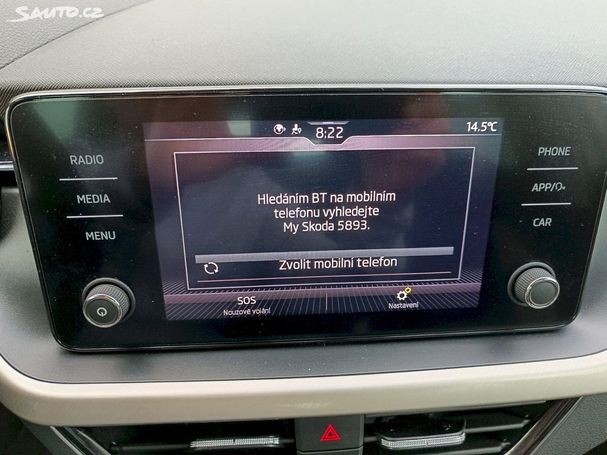 Sauto.cz
8:22
14.5°C
RADIO
MEDIA
MENU
PHONE
APP/
CAR
Hledáním BT na mobilním
telefonu vyhledejte
My Skoda 5893.
Zvolit mobilní telefon
SOS
Nouzové volání
Nastavení